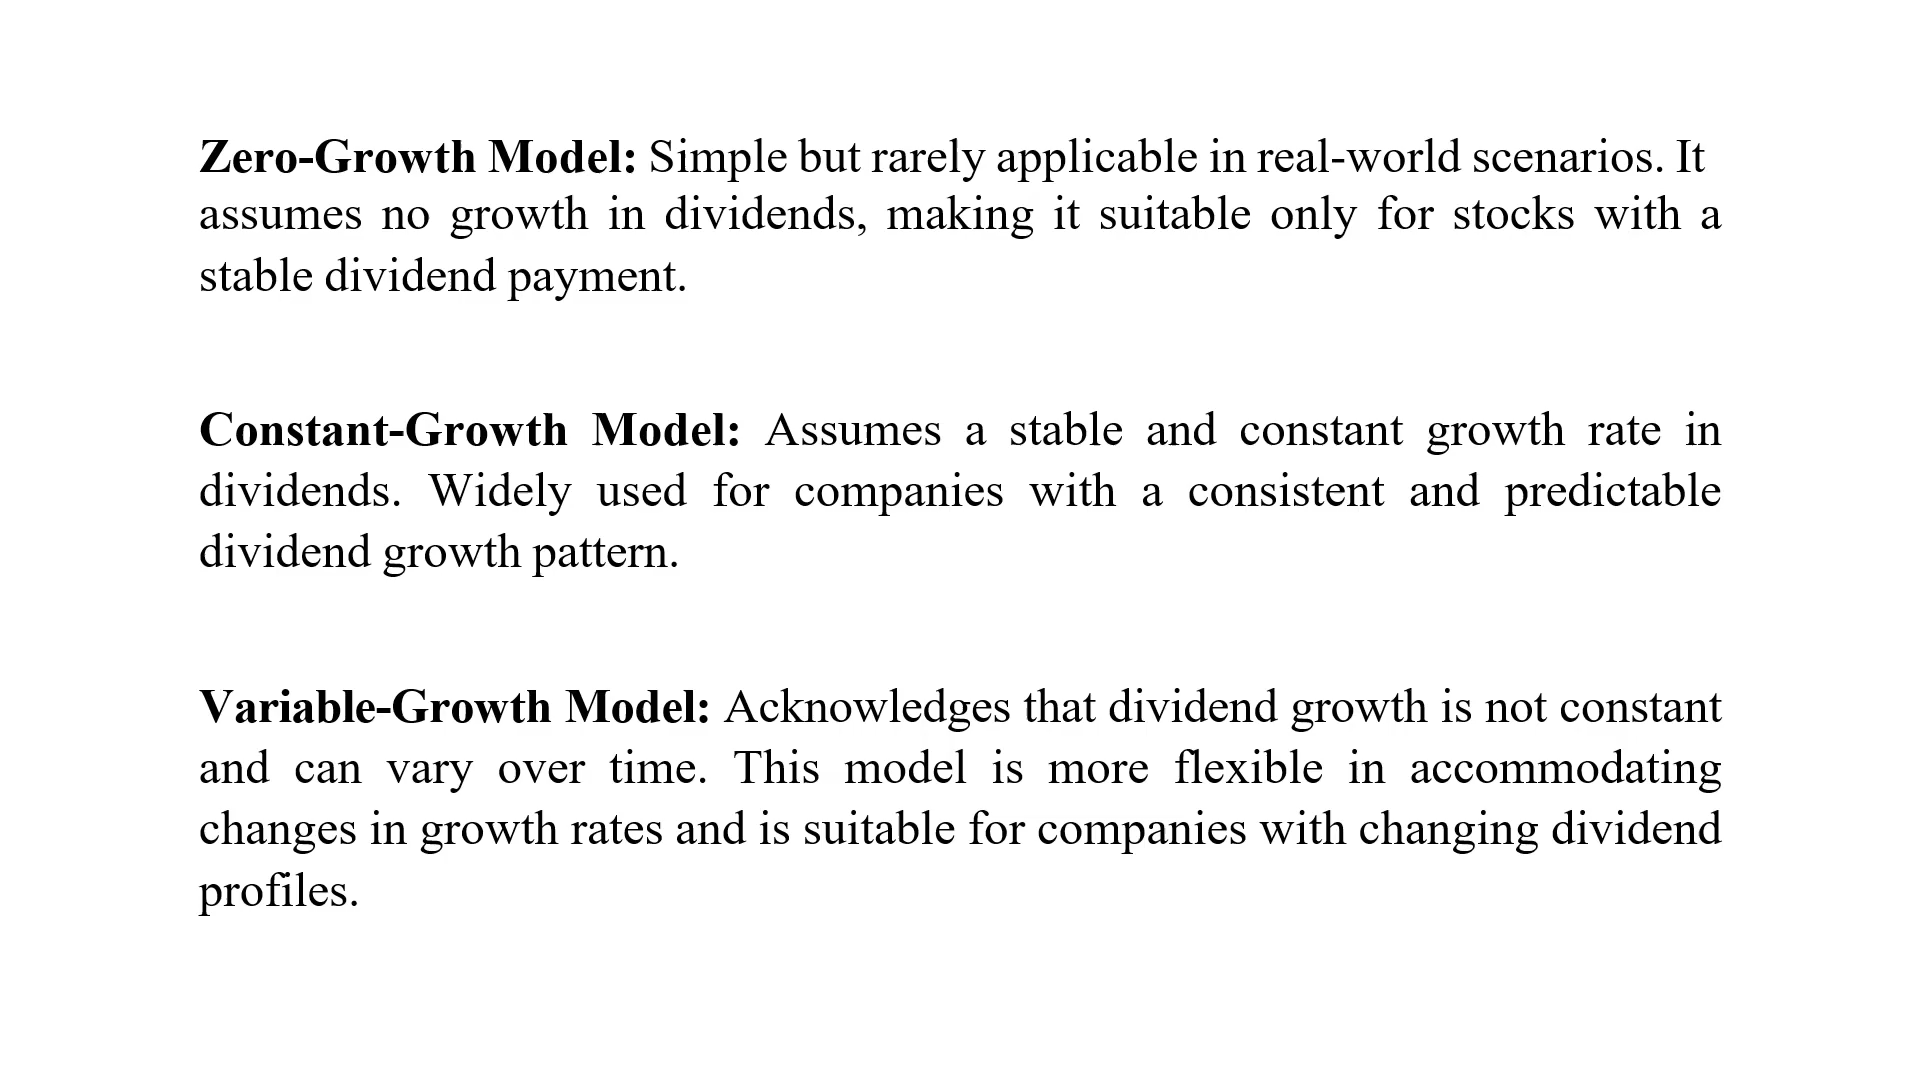 Zero-Growth Model: Simple but rarely applicable in real-world scenarios. It
assumes no growth in dividends, making it suitable only for stocks with a
stable dividend payment.
Constant-Growth Model: Assumes a stable and constant growth rate in
dividends. Widely used for companies with a consistent and predictable
dividend growth pattern.
Variable-Growth Model: Acknowledges that dividend growth is not constant
and can vary over time. This model is more flexible in accommodating
changes in growth rates and is suitable for companies with changing dividend
profiles.